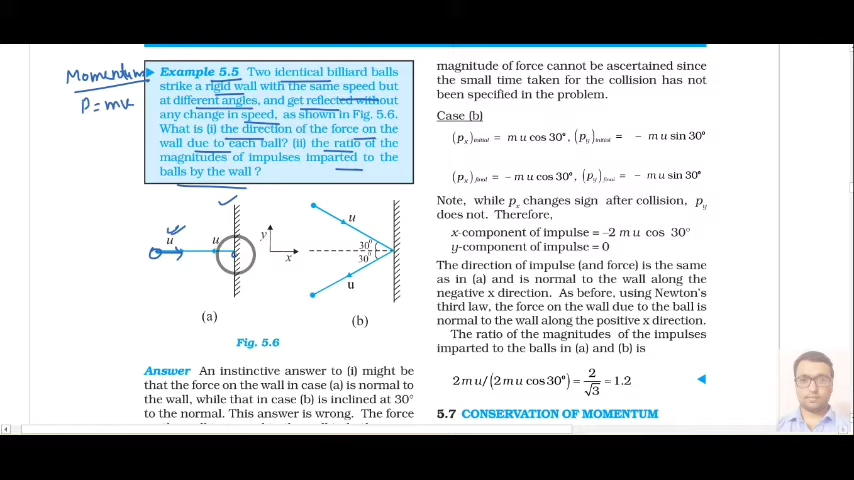 Momentum
P = mv
Example 5.5 Two identical billiard balls
strike a rigid wall with the same speed but
at different angles, and get reflected without
any change in speed, as shown in Fig. 5.6.
What is (i) the direction of the force on the
wall due to each ball? (ii) the ratio of the
magnitudes of impulses imparted to the
balls by the wall ?
u
u
y
x
(a)
u
30°
30°
u
(b)
Fig. 5.6
Answer An instinctive answer to (i) might be
that the force on the wall in case (a) is normal to
the wall, while that in case (b) is inclined at 30°
to the normal. This answer is wrong. The force
magnitude of force cannot be ascertained since
the small time taken for the collision has not
been specified in the problem.
Case (b)
(pₓ)initial = m u cos 30°, (p_y)initial = − m u sin 30°
(pₓ)final = − m u cos 30°, (p_y)final = − m u sin 30°
Note, while pₓ changes sign after collision, p_y
does not. Therefore,
x-component of impulse = −2 m u cos 30°
y-component of impulse = 0
The direction of impulse (and force) is the same
as in (a) and is normal to the wall along the
negative x direction. As before, using Newton's
third law, the force on the wall due to the ball is
normal to the wall along the positive x direction.
The ratio of the magnitudes of the impulses
imparted to the balls in (a) and (b) is
2 m u/(2 m u cos 30°) = 2/√3 ≈ 1.2
5.7 CONSERVATION OF MOMENTUM